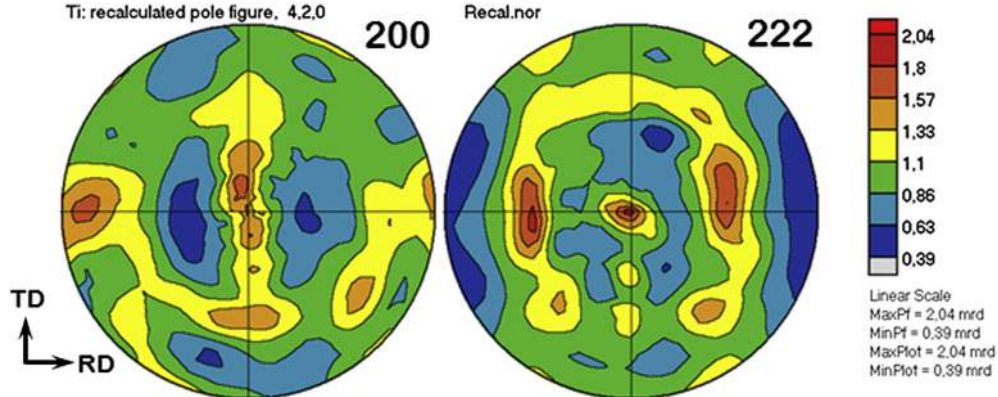 Ti: recalculated pole figure, 4,2,0
Recal.nor
200
222
2,04
1,8
1,57
1,33
1,1
0,86
0,63
0,39
TD
RD
Linear Scale
MaxPf = 2,04 mrd
MinPf = 0,39 mrd
MaxPlot = 2,04 mrd
MinPlot = 0,39 mrd